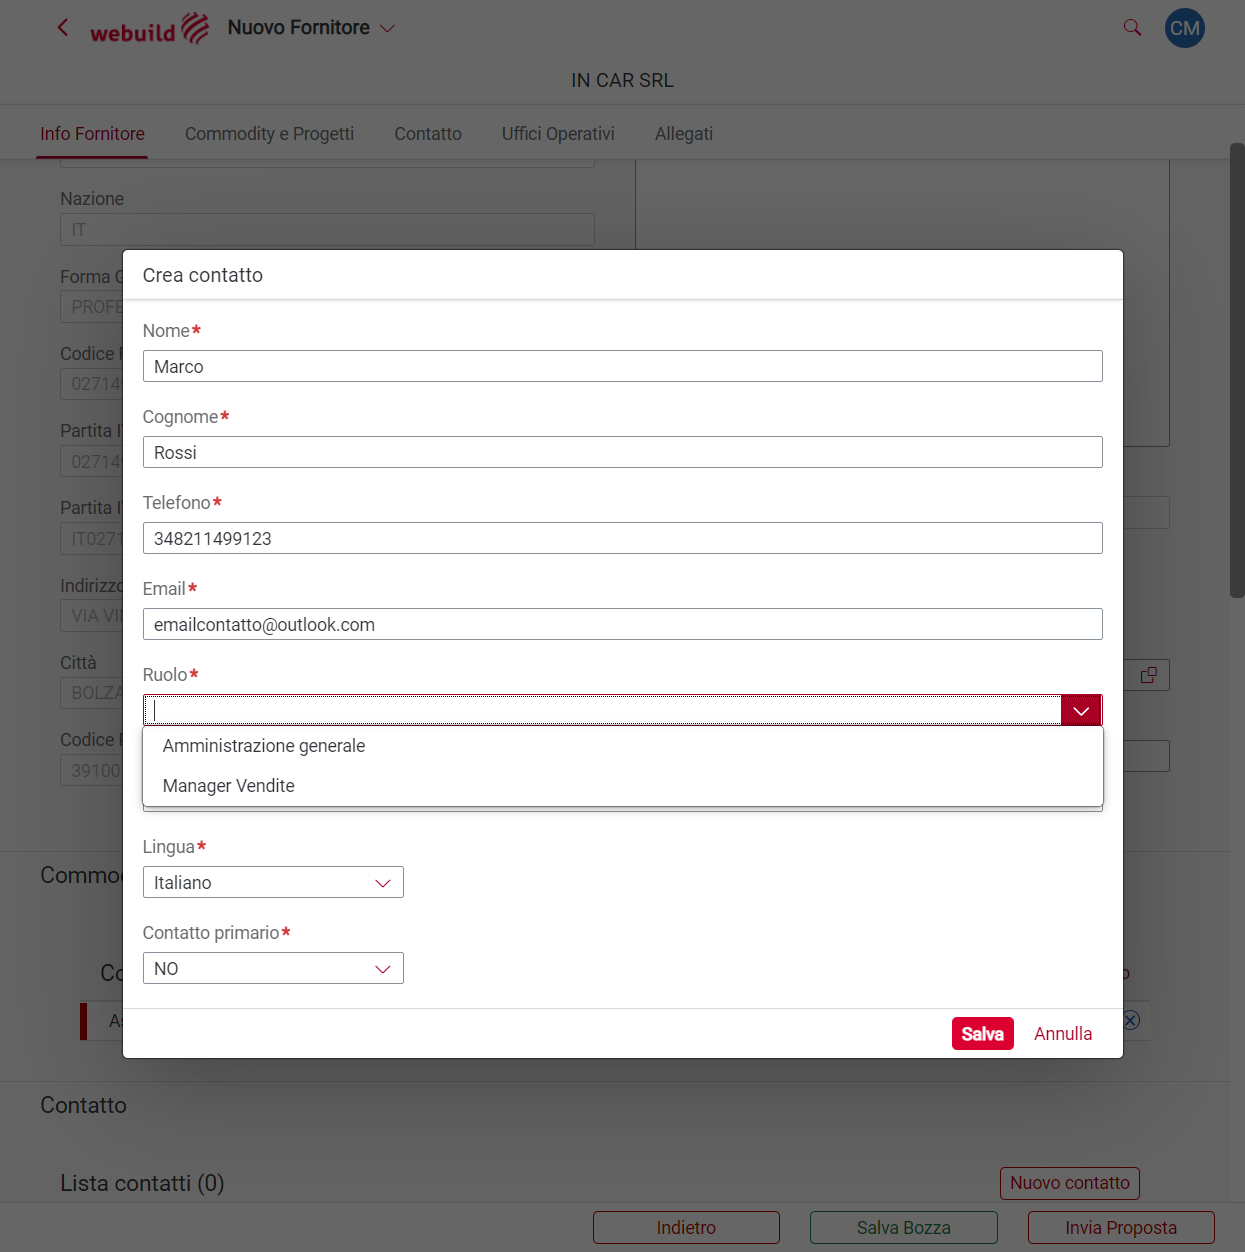 webuild
Nuovo Fornitore
CM
IN CAR SRL
Info Fornitore
Commodity e Progetti
Contatto
Uffici Operativi
Allegati
Nazione
IT
Forma G
PROFE
Codice
02714
Partita
02714
Partita
IT0271
Indirizzo
VIA VI
Città
BOLZA
Codice
39100
Crea contatto
Nome*
Marco
Cognome*
Rossi
Telefono*
348211499123
Email*
emailcontatto@outlook.com
Ruolo*
Amministrazione generale
Manager Vendite
Lingua*
Italiano
Contatto primario*
NO
Salva
Annulla
Commo
Co
Contatto
Lista contatti (0)
Nuovo contatto
Indietro
Salva Bozza
Invia Proposta